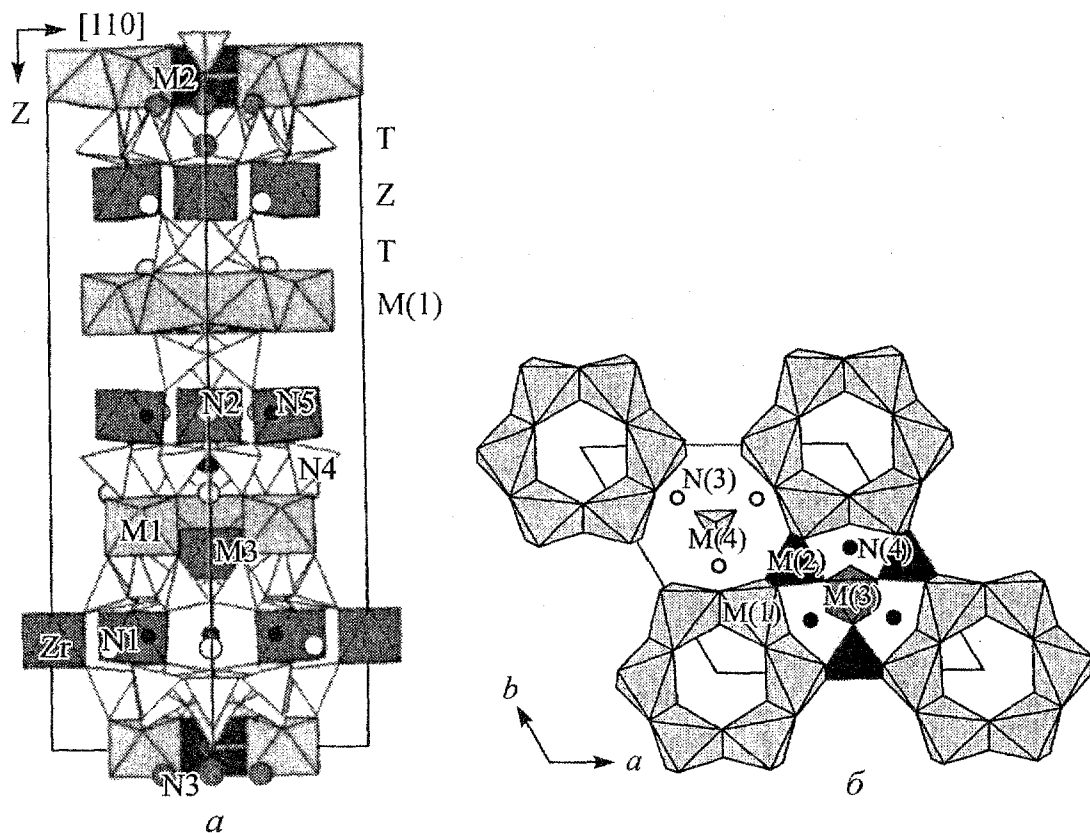 [110]
Z
M2
T
Z
T
M(1)
N2 N5
N4
M1
M3
Zr N1
N3
а
N(3)
M(4)
M(2) N(4)
M(1) M(3)
b
a
б